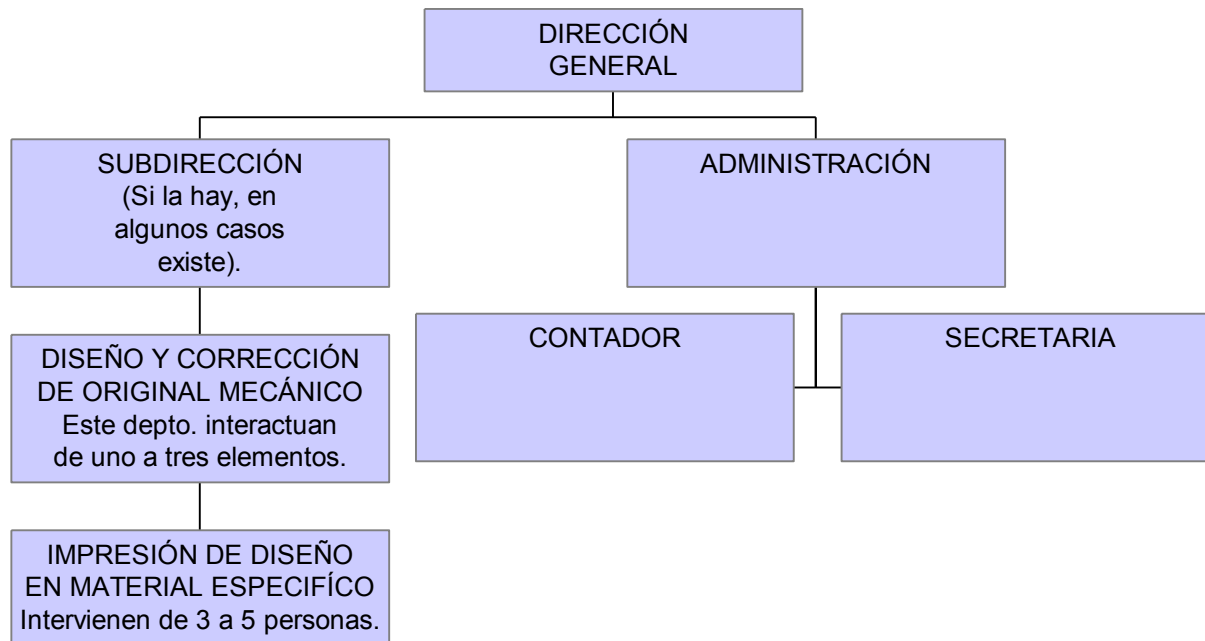 DIRECCIÓN
GENERAL
SUBDIRECCIÓN
(Si la hay, en
algunos casos
existe).
ADMINISTRACIÓN
CONTADOR
SECRETARIA
DISEÑO Y CORRECCIÓN
DE ORIGINAL MECÁNICO
Este depto. interactuan
de uno a tres elementos.
IMPRESIÓN DE DISEÑO
EN MATERIAL ESPECIFÍCO
Intervienen de 3 a 5 personas.